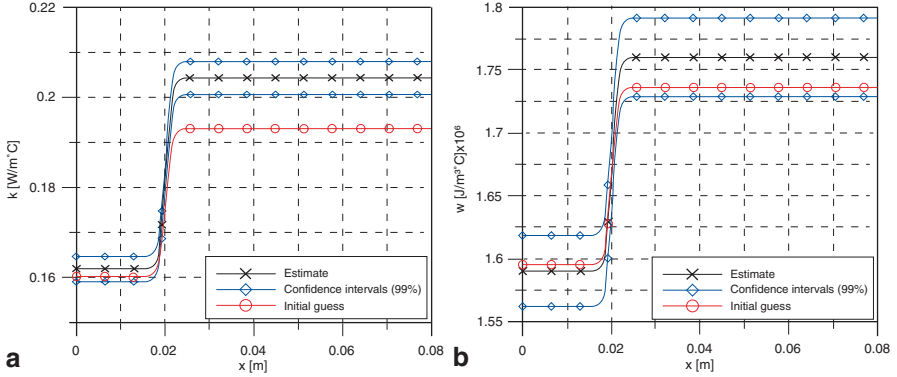 0.22
0.2
0.18
0.16
k [W/m°C]
0
0.02
0.04
0.06
0.08
x [m]
Estimate
Confidence intervals (99%)
Initial guess
a
1.8
1.75
1.7
1.65
1.6
1.55
w [J/m³°C]x10⁶
0
0.02
0.04
0.06
0.08
x [m]
Estimate
Confidence intervals (99%)
Initial guess
b